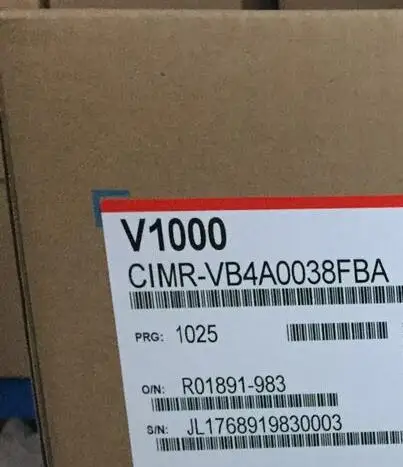 V1000
CIMR-VB4A0038FBA
PRG: 1025
O/N: R01891-983
S/N: JL1768919830003